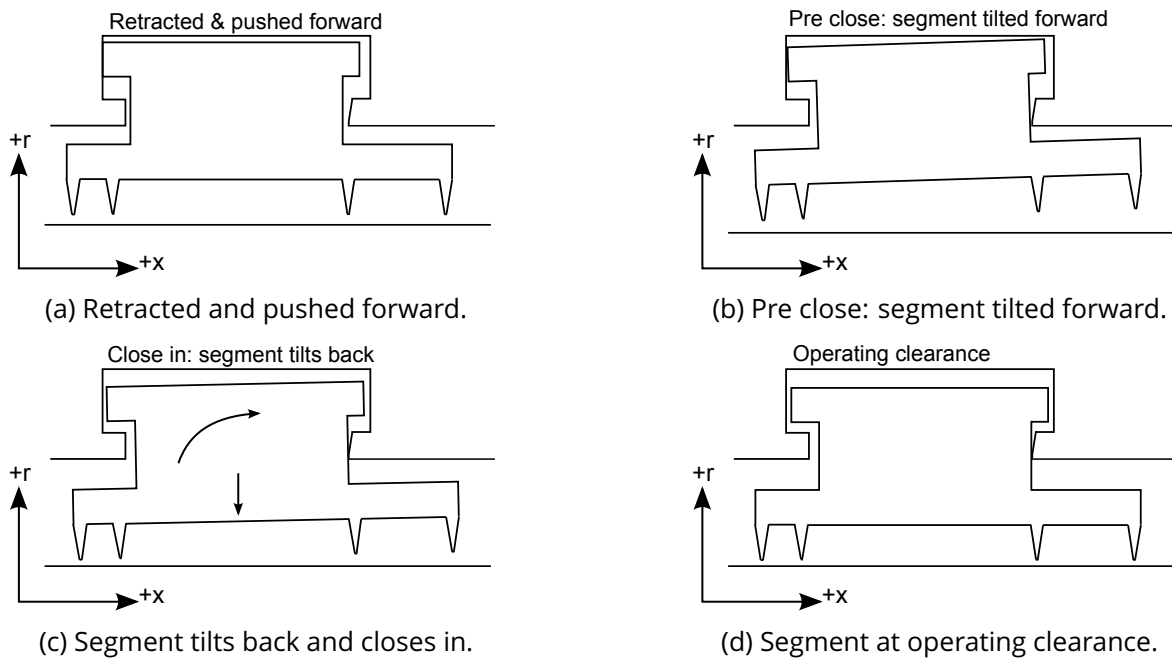 Retracted & pushed forward
+r
+x
(a) Retracted and pushed forward.
Pre close: segment tilted forward
+r
+x
(b) Pre close: segment tilted forward.
Close in: segment tilts back
+r
+x
(c) Segment tilts back and closes in.
Operating clearance
+r
+x
(d) Segment at operating clearance.